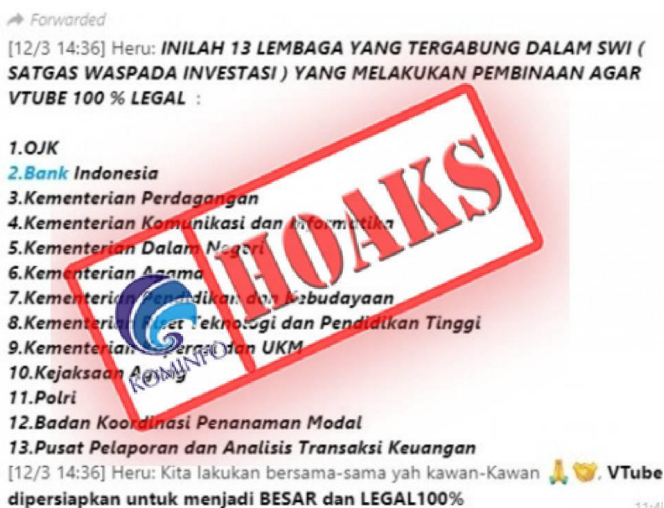 Forwarded
[12/3 14:36] Heru: INILAH 13 LEMBAGA YANG TERGABUNG DALAM SWI (
SATGAS WASPADA INVESTASI ) YANG MELAKUKAN PEMBINAAN AGAR
VTUBE 100 % LEGAL :
1.OJK
2.Bank Indonesia
3.Kementerian Perdagangan
4.Kementerian Komunikasi dan Informatika
5.Kementerian Dalam Negeri
6.Kementerian Agama
7.Kementerian Pendidikan dan Kebudayaan
8.Kementerian Riset Teknologi dan Pendidikan Tinggi
9.Kementerian Koperasi dan UKM
10.Kejaksaan Agung
11.Polri
12.Badan Koordinasi Penanaman Modal
13.Pusat Pelaporan dan Analisis Transaksi Keuangan
[12/3 14:36] Heru: Kita lakukan bersama-sama yah kawan-Kawan 🙏 🤝. VTube
dipersiapkan untuk menjadi BESAR dan LEGAL100%
KOMINFO
HOAKS